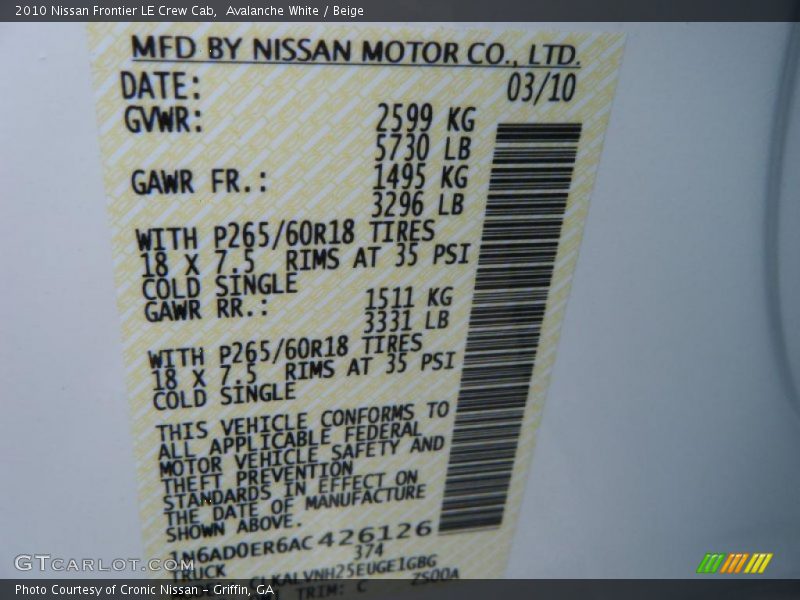 2010 Nissan Frontier LE Crew Cab,  Avalanche White / Beige
MFD BY NISSAN MOTOR CO., LTD.
DATE: 03/10
GVWR: 2599 KG
5730 LB
GAWR FR.: 1495 KG
3296 LB
WITH P265/60R18 TIRES
18 X 7.5 RIMS AT 35 PSI
COLD SINGLE
GAWR RR.: 1511 KG
3331 LB
WITH P265/60R18 TIRES
18 X 7.5 RIMS AT 35 PSI
COLD SINGLE
THIS VEHICLE CONFORMS TO
ALL APPLICABLE FEDERAL
MOTOR VEHICLE SAFETY AND
THEFT PREVENTION
STANDARDS IN EFFECT ON
THE DATE OF MANUFACTURE
SHOWN ABOVE.
1N6AD0ER6AC426126
TRUCK 374
TRIM: C ZS00A
GTCarLot.com
Photo Courtesy of Cronic Nissan - Griffin, GA